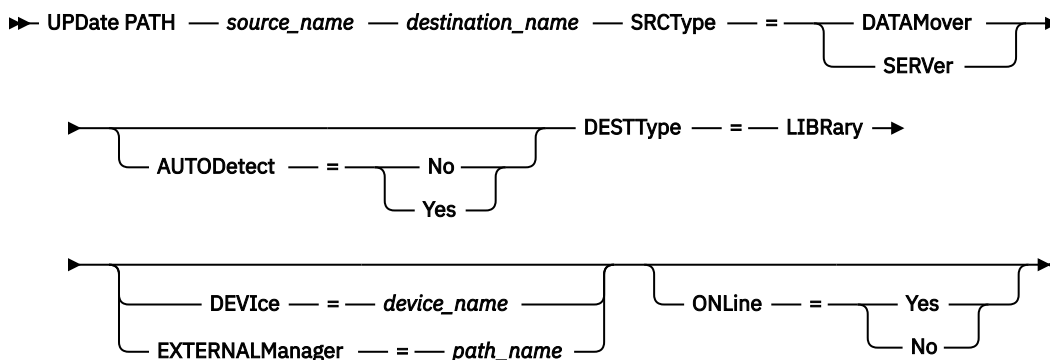 UPDate PATH source_name destination_name SRCType = DATAMover
SERVer
DESTType = LIBRary
AUTODetect = No
Yes
DEVIce = device_name
EXTERNALManager = path_name
ONLine = Yes
No